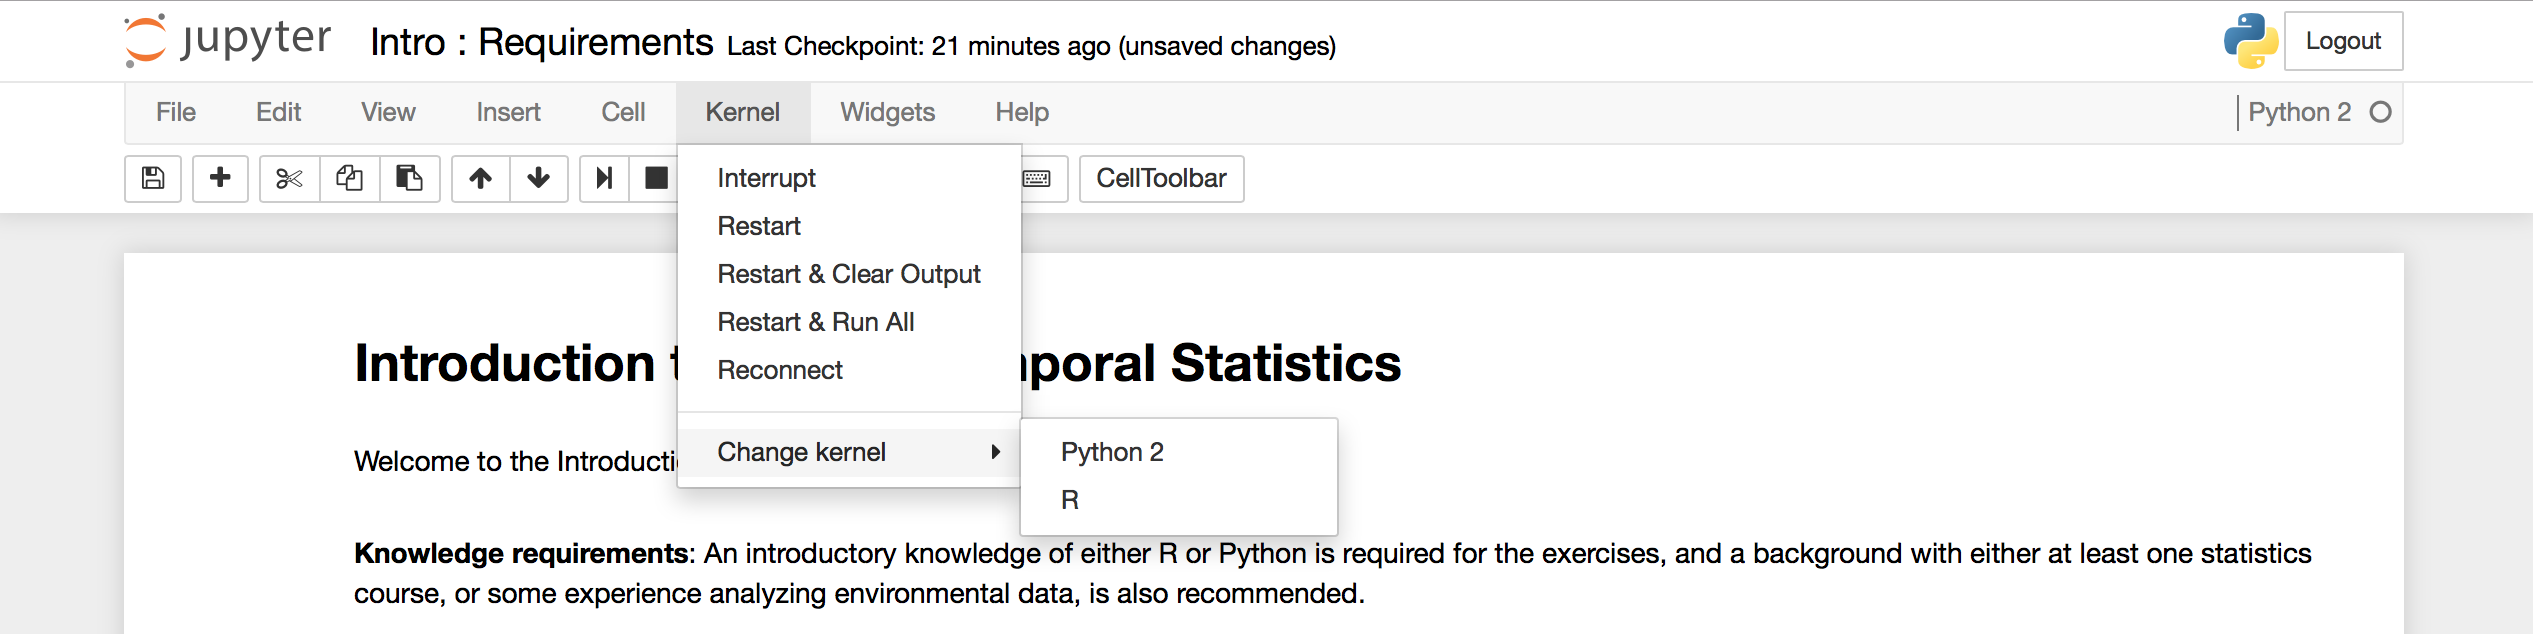 jupyter Intro : Requirements Last Checkpoint: 21 minutes ago (unsaved changes) Logout
File Edit View Insert Cell Kernel Widgets Help Python 2
CellToolbar
Interrupt
Restart
Restart & Clear Output
Restart & Run All
Reconnect
Change kernel
Python 2
R
Introduction poral Statistics
Welcome to the Introducti
Knowledge requirements: An introductory knowledge of either R or Python is required for the exercises, and a background with either at least one statistics
course, or some experience analyzing environmental data, is also recommended.